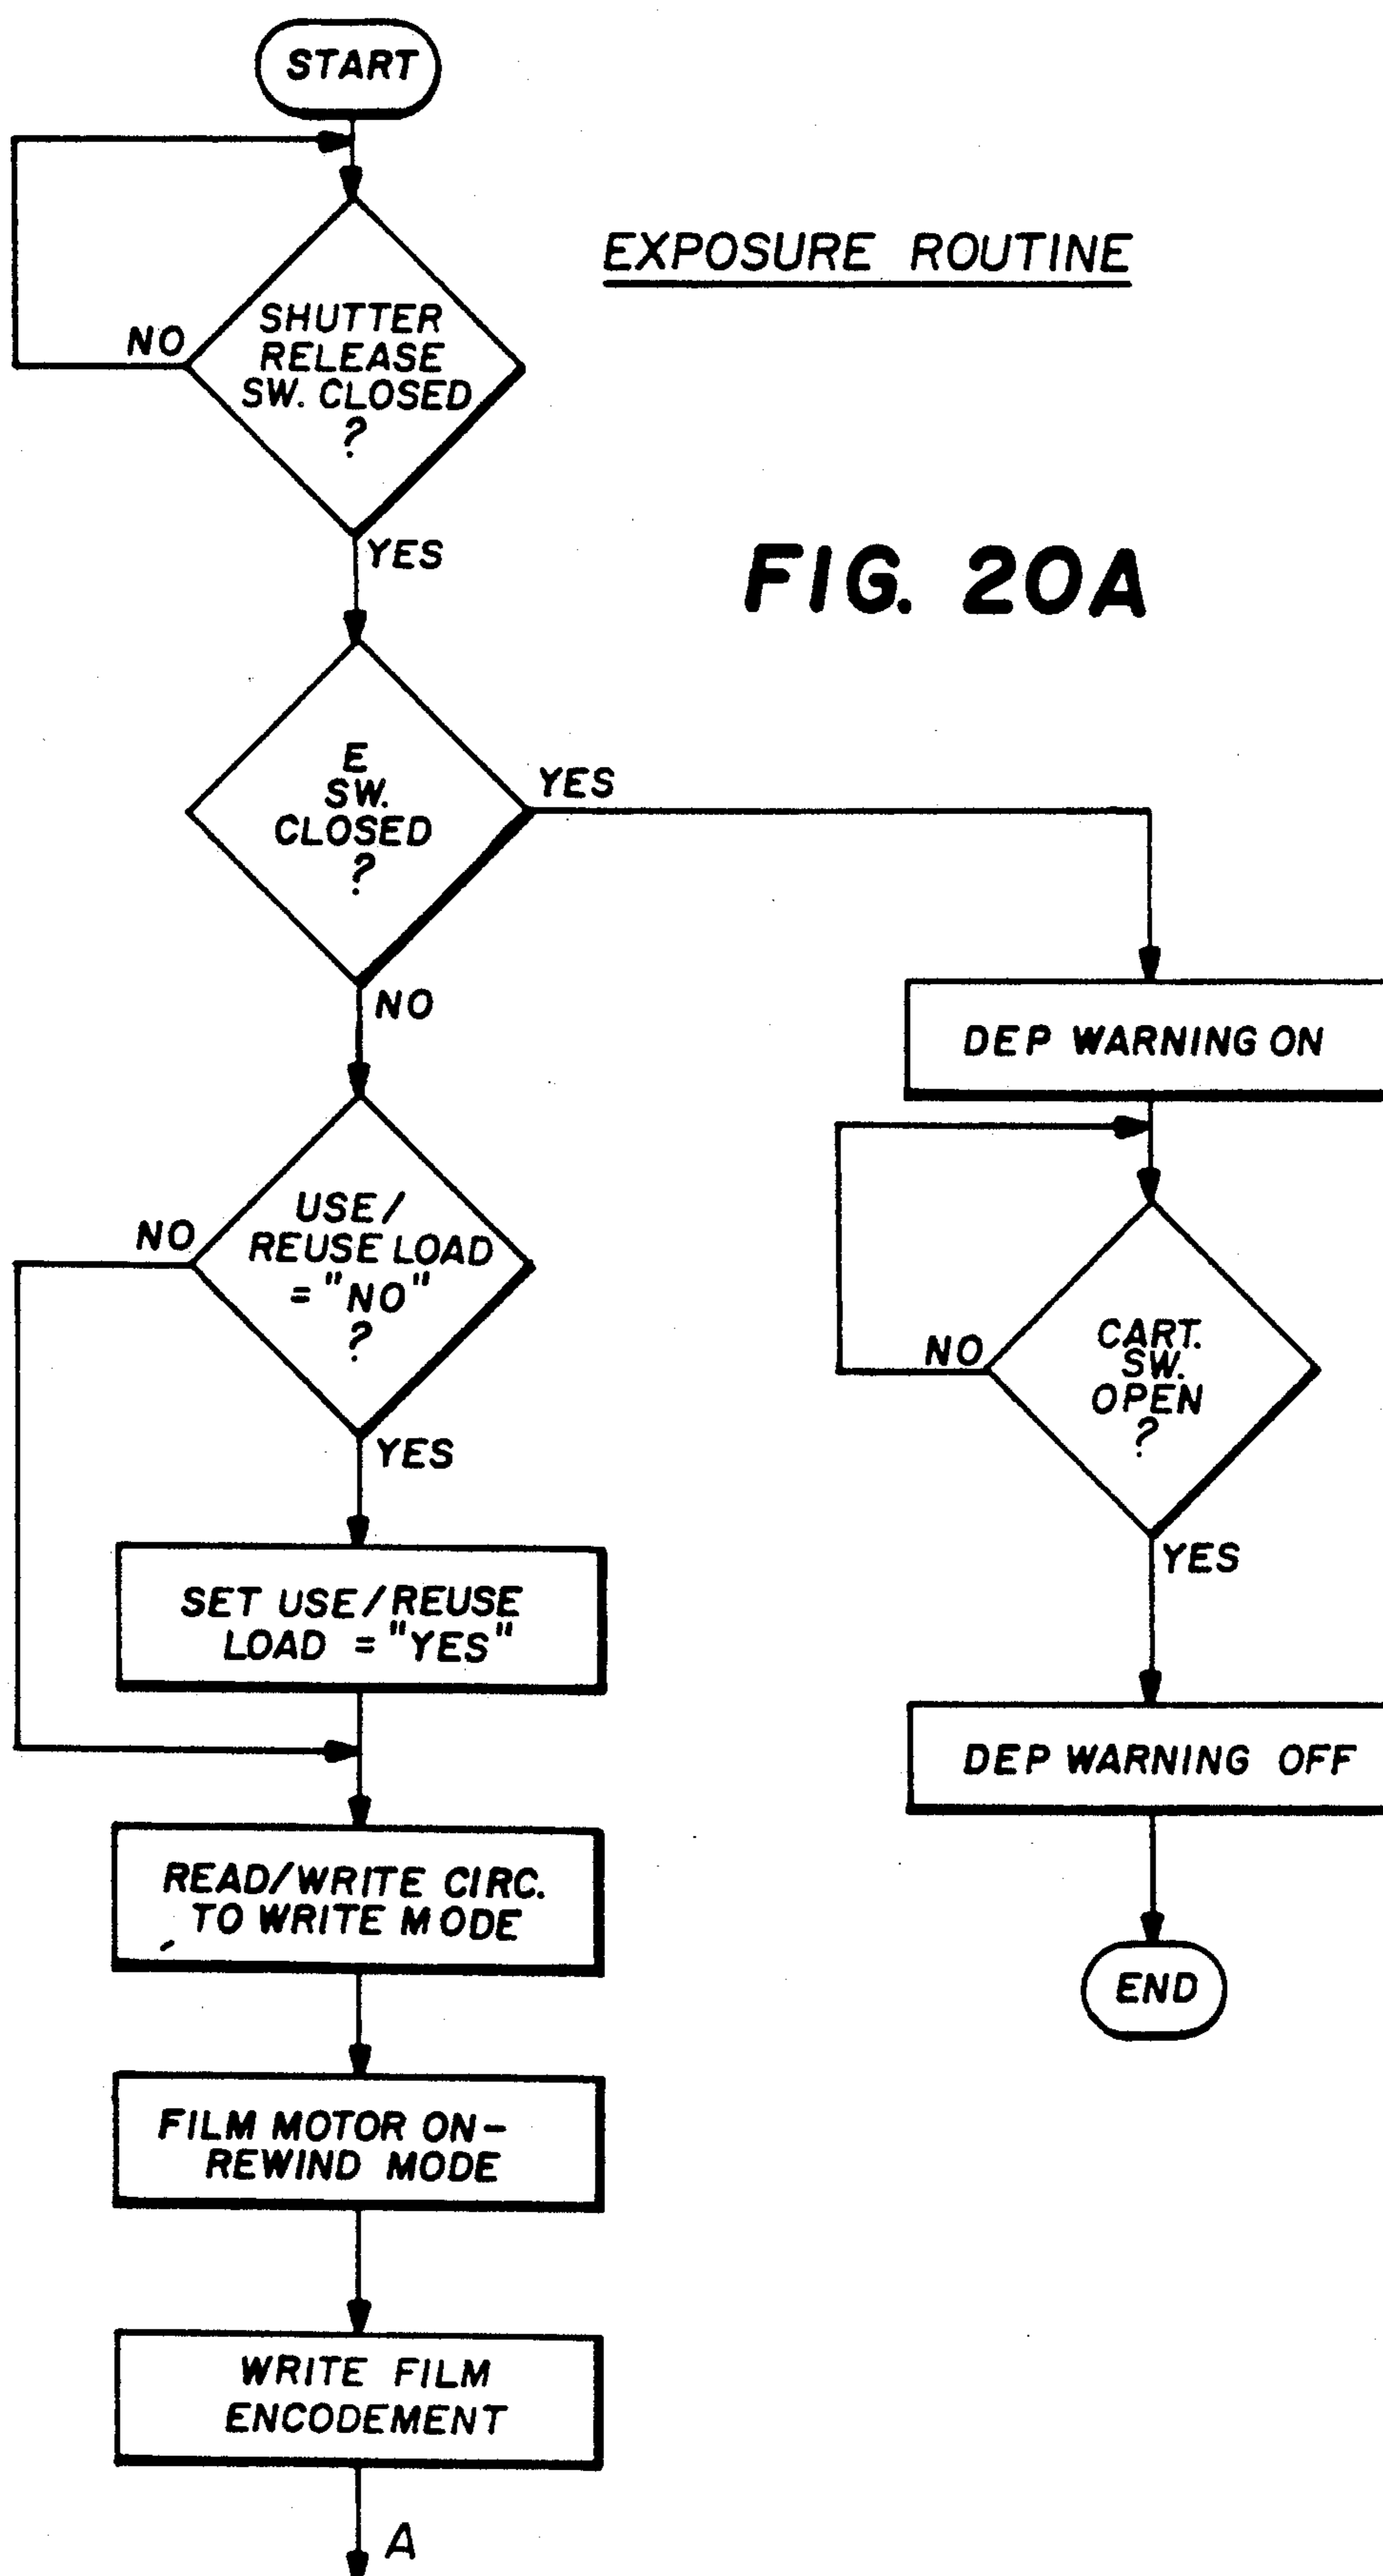 START
EXPOSURE ROUTINE
SHUTTER
RELEASE
SW. CLOSED
?
NO
YES
FIG. 20A
E
SW.
CLOSED
?
YES
NO
DEP WARNING ON
USE/
REUSE LOAD
= "NO"
?
NO
YES
CART.
SW.
OPEN
?
NO
YES
SET USE/REUSE
LOAD = "YES"
DEP WARNING OFF
READ/WRITE CIRC.
TO WRITE MODE
END
FILM MOTOR ON-
REWIND MODE
WRITE FILM
ENCODEMENT
A